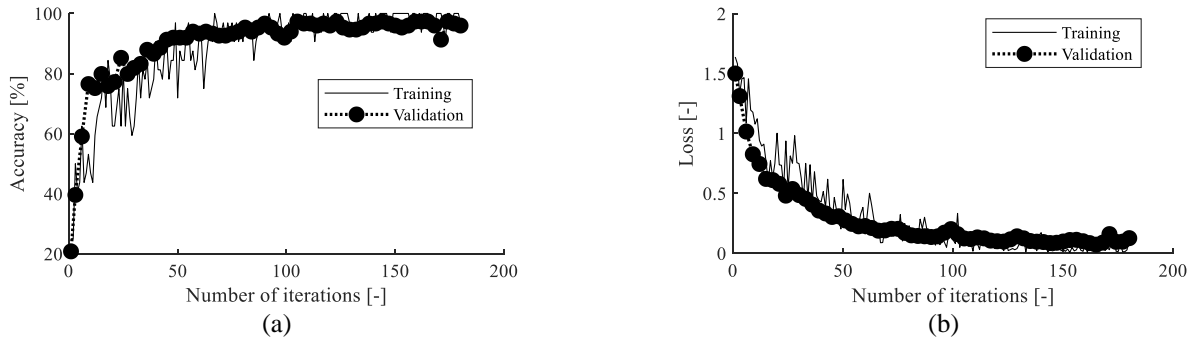 100
80
60
40
20
0
50
100
150
200
Accuracy [%]
Number of iterations [-]
Training
Validation
(a)
2
1.5
1
0.5
0
0
50
100
150
200
Loss [-]
Number of iterations [-]
Training
Validation
(b)